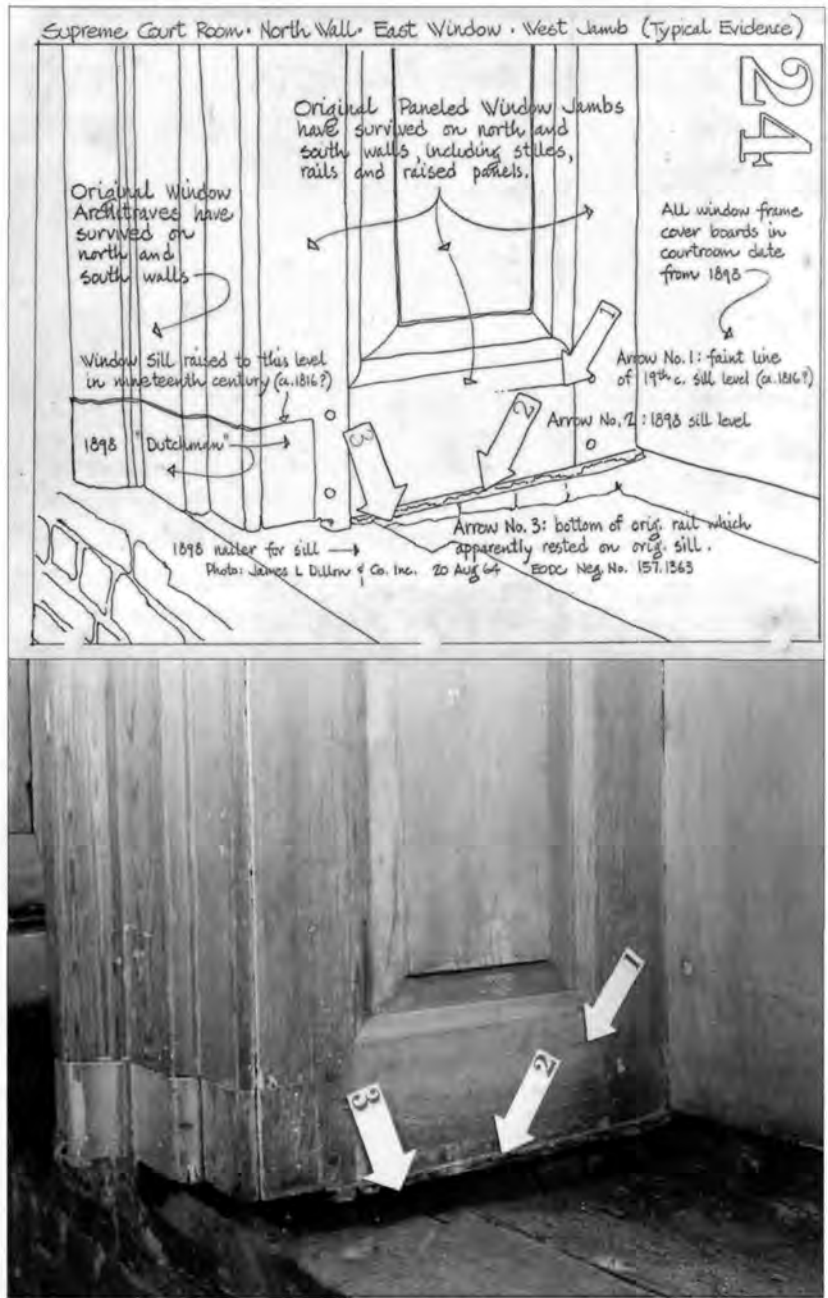 Supreme Court Room · North Wall · East Window · West Jamb (Typical Evidence)
24
Original Paneled Window Jambs
have survived on north and
south walls, including stiles,
rails and raised panels.
Original Window
Architraves have
survived on
north and
south walls
All window frame
cover boards in
courtroom date
from 1898
Window Sill raised to this level
in nineteenth century (ca. 1816?)
1
Arrow No. 1: faint line
of 19th c. sill level (ca. 1816?)
2
Arrow No. 2: 1898 sill level
3
1898 "Dutchman"
Arrow No. 3: bottom of orig. rail which
apparently rested on orig. sill.
1898 nailer for sill
Photo: James L Dillon & Co. Inc. 20 Aug 64 EODC Neg. No. 157.1363
1
2
3